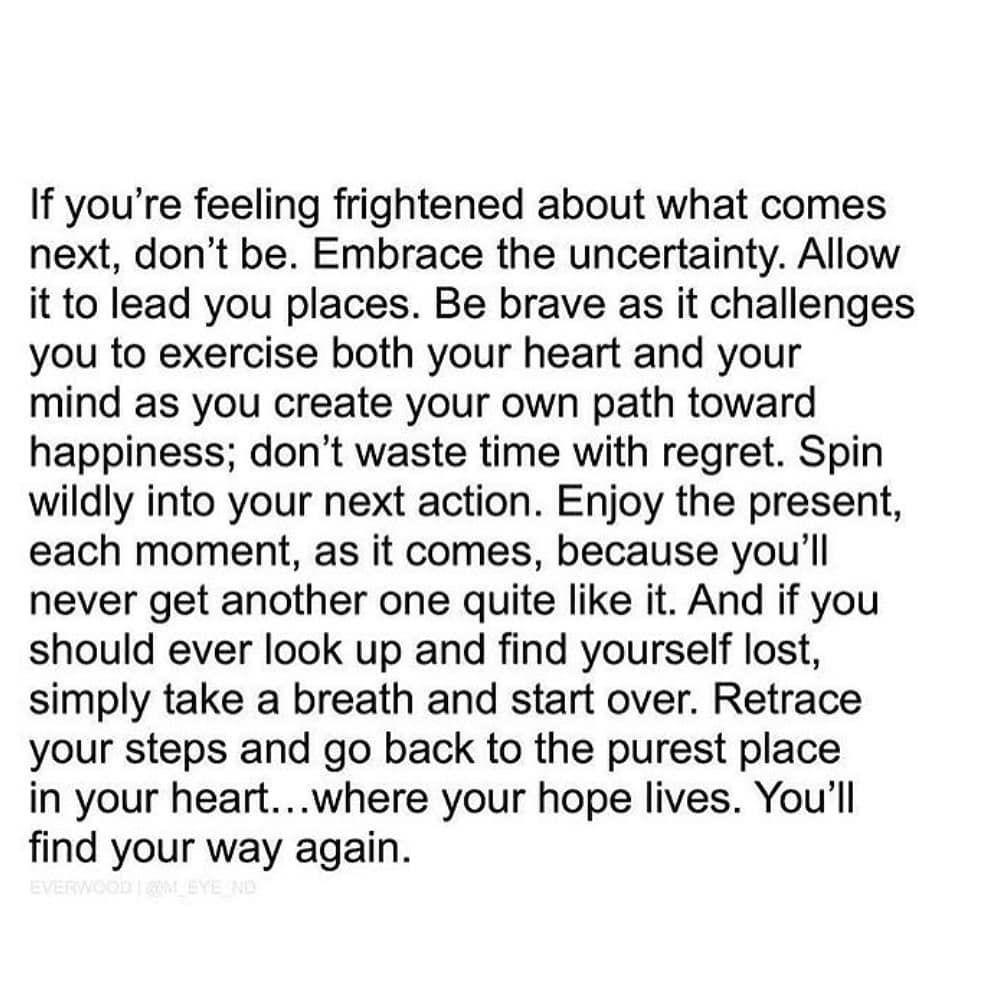 If you’re feeling frightened about what comes
next, don’t be. Embrace the uncertainty. Allow
it to lead you places. Be brave as it challenges
you to exercise both your heart and your
mind as you create your own path toward
happiness; don’t waste time with regret. Spin
wildly into your next action. Enjoy the present,
each moment, as it comes, because you’ll
never get another one quite like it. And if you
should ever look up and find yourself lost,
simply take a breath and start over. Retrace
your steps and go back to the purest place
in your heart...where your hope lives. You’ll
find your way again.
EVERWOOD | @M_EYE_ND